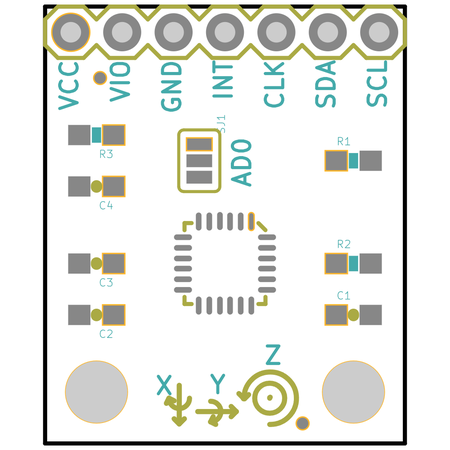 VCC VIO GND INT CLK SDA SCL
SJ1
AD0
R1
R3
C4
R2
C3
C1
C2
X Y Z